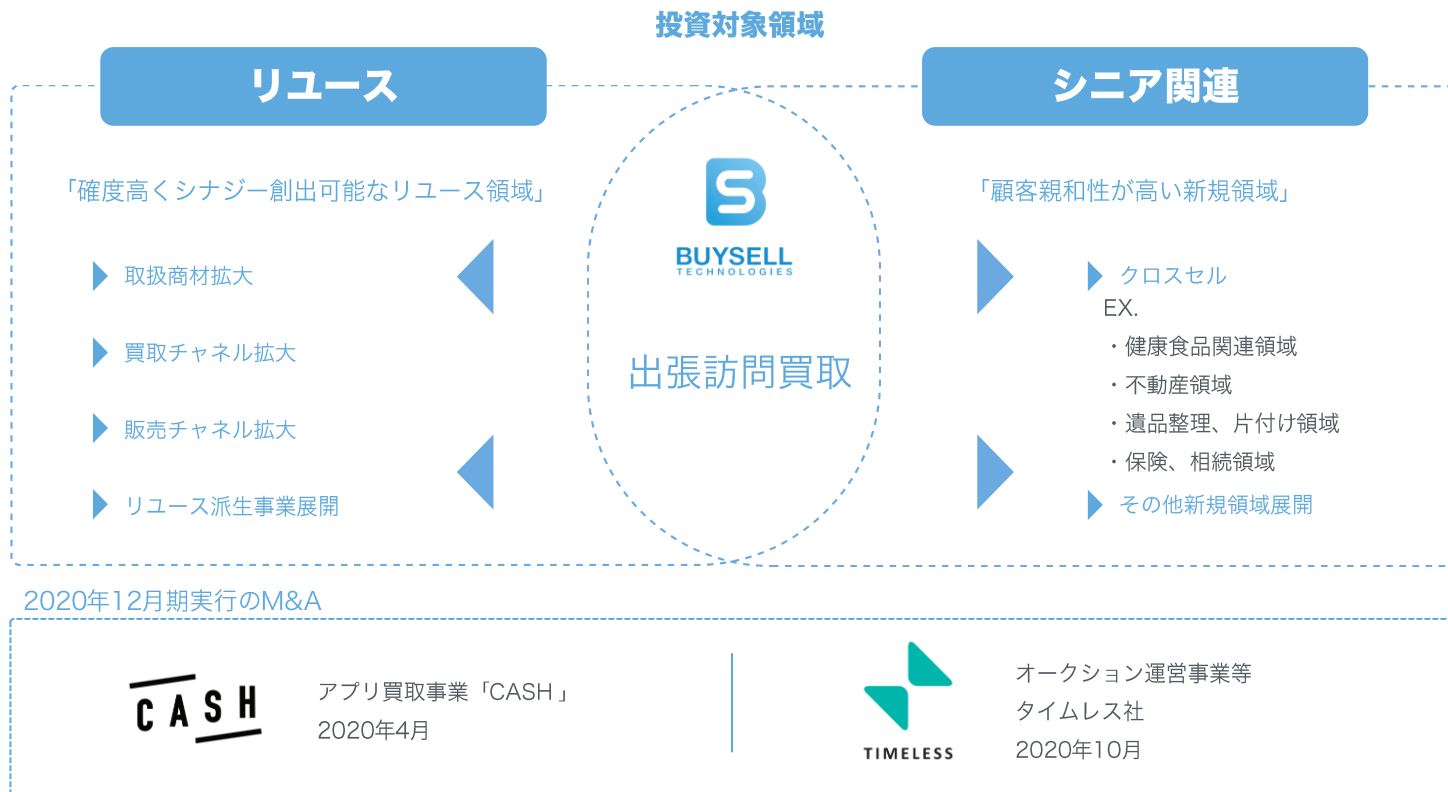 投資対象領域
リユース
「確度高くシナジー創出可能なリユース領域」
取扱商材拡大
買取チャネル拡大
販売チャネル拡大
リユース派生事業展開
BUYSELL
TECHNOLOGIES
出張訪問買取
シニア関連
「顧客親和性が高い新規領域」
クロスセル
EX.
・健康食品関連領域
・不動産領域
・遺品整理、片付け領域
・保険、相続領域
その他新規領域展開
2020年12月期実行のM&A
CASH
アプリ買取事業「CASH」
2020年4月
TIMELESS
オークション運営事業等
タイムレス社
2020年10月